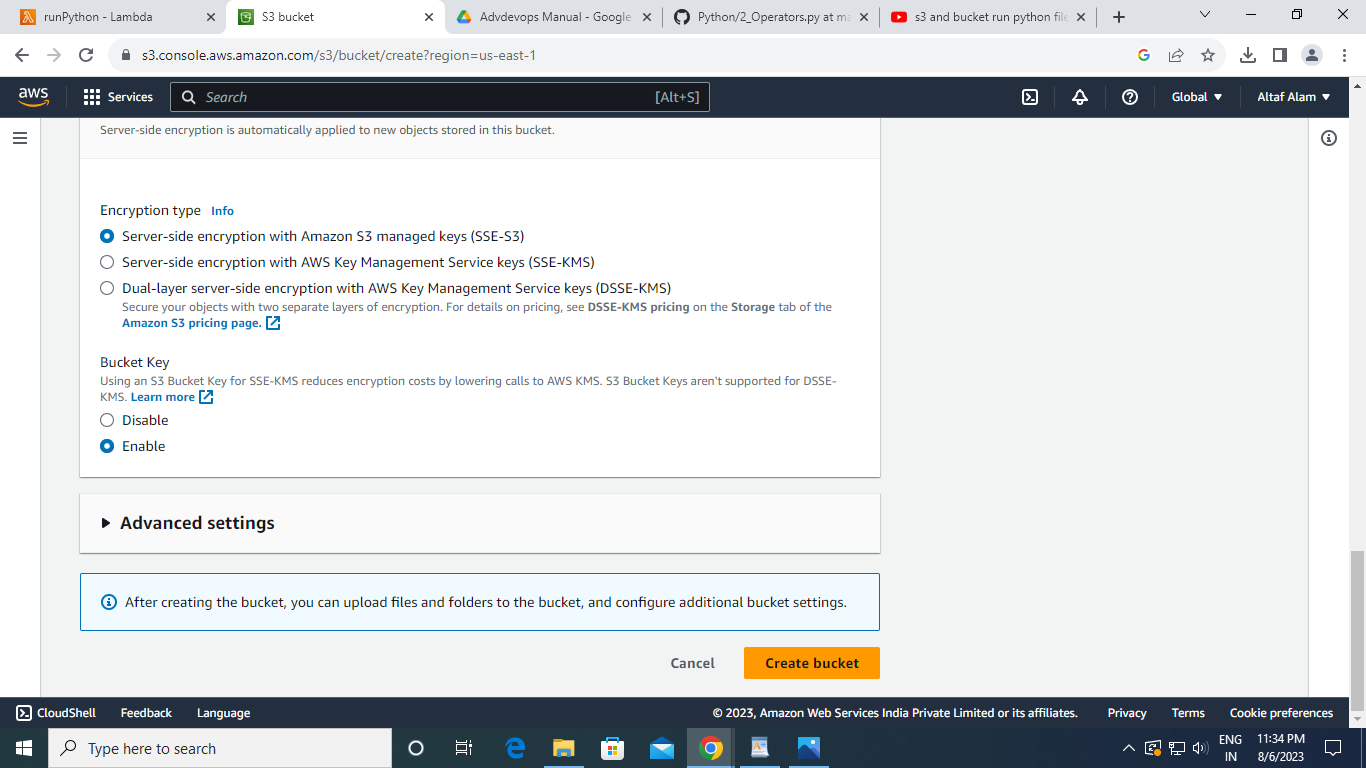 runPython - Lambda
S3 bucket
Advdevops Manual - Google
Python/2_Operators.py at ma
s3 and bucket run python file
s3.console.aws.amazon.com/s3/bucket/create?region=us-east-1
aws
Services
Search
[Alt+S]
Global
Altaf Alam
Server-side encryption is automatically applied to new objects stored in this bucket.
Encryption type Info
Server-side encryption with Amazon S3 managed keys (SSE-S3)
Server-side encryption with AWS Key Management Service keys (SSE-KMS)
Dual-layer server-side encryption with AWS Key Management Service keys (DSSE-KMS)
Secure your objects with two separate layers of encryption. For details on pricing, see DSSE-KMS pricing on the Storage tab of the
Amazon S3 pricing page.
Bucket Key
Using an S3 Bucket Key for SSE-KMS reduces encryption costs by lowering calls to AWS KMS. S3 Bucket Keys aren't supported for DSSE-
KMS. Learn more
Disable
Enable
Advanced settings
After creating the bucket, you can upload files and folders to the bucket, and configure additional bucket settings.
Cancel
Create bucket
CloudShell
Feedback
Language
© 2023, Amazon Web Services India Private Limited or its affiliates.
Privacy
Terms
Cookie preferences
Type here to search
ENG
IN
11:34 PM
8/6/2023